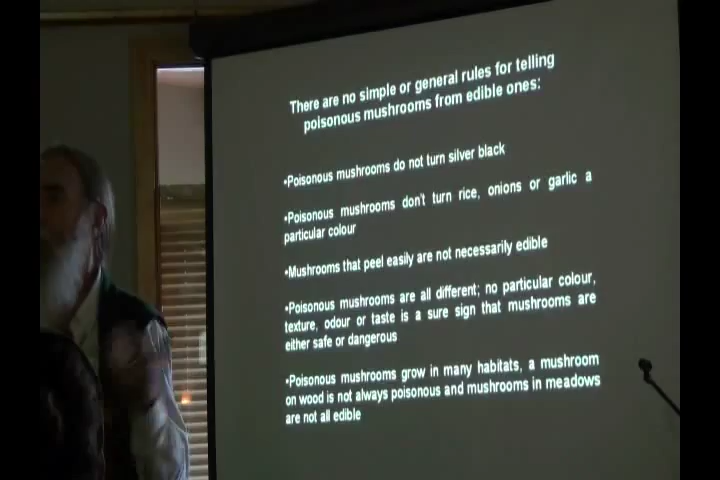 There are no simple or general rules for telling
poisonous mushrooms from edible ones:
•Poisonous mushrooms do not turn silver black
•Poisonous mushrooms don't turn rice, onions or garlic a
particular colour
•Mushrooms that peel easily are not necessarily edible
•Poisonous mushrooms are all different; no particular colour,
texture, odour or taste is a sure sign that mushrooms are
either safe or dangerous
•Poisonous mushrooms grow in many habitats, a mushroom
on wood is not always poisonous and mushrooms in meadows
are not all edible